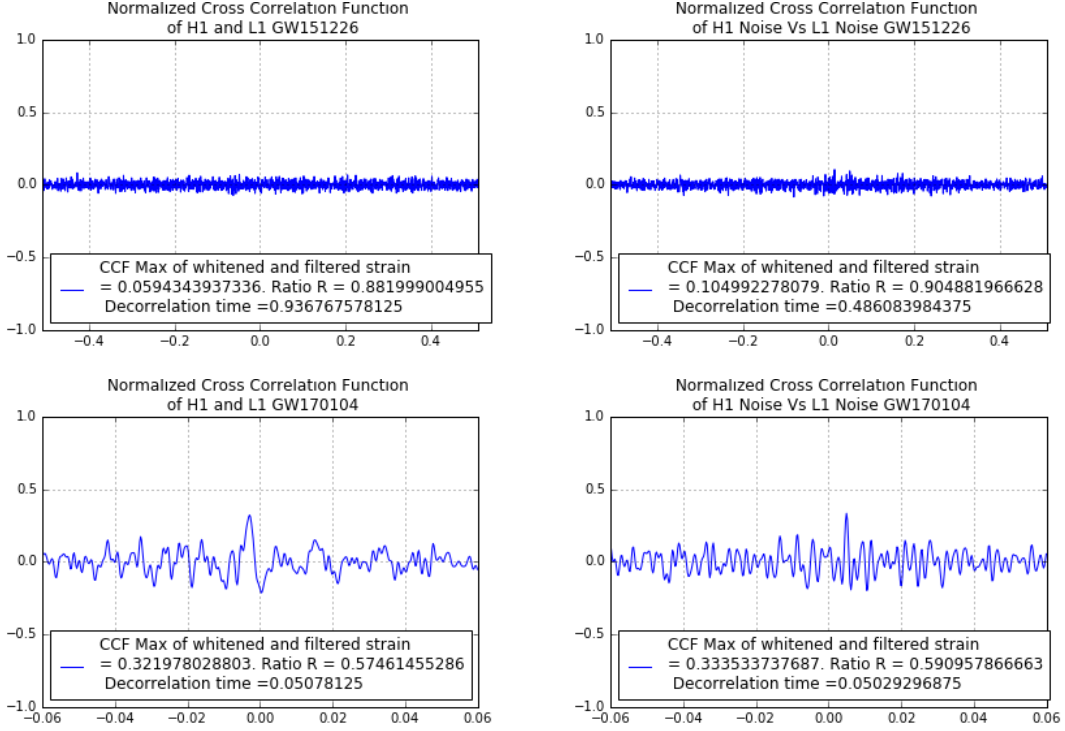 Normalized Cross Correlation Function
of H1 and L1 GW151226
1.0
0.5
0.0
−0.5
−1.0
−0.4
−0.2
0.0
0.2
0.4
CCF Max of whitened and filtered strain
= 0.0594343937336. Ratio R = 0.881999004955
Decorrelation time =0.936767578125
Normalized Cross Correlation Function
of H1 Noise Vs L1 Noise GW151226
1.0
0.5
0.0
−0.5
−1.0
−0.4
−0.2
0.0
0.2
0.4
CCF Max of whitened and filtered strain
= 0.104992278079. Ratio R = 0.904881966628
Decorrelation time =0.486083984375
Normalized Cross Correlation Function
of H1 and L1 GW170104
1.0
0.5
0.0
−0.5
−1.0
−0.06
−0.04
−0.02
0.00
0.02
0.04
0.06
CCF Max of whitened and filtered strain
= 0.321978028803. Ratio R = 0.57461455286
Decorrelation time =0.05078125
Normalized Cross Correlation Function
of H1 Noise Vs L1 Noise GW170104
1.0
0.5
0.0
−0.5
−1.0
−0.06
−0.04
−0.02
0.00
0.02
0.04
0.06
CCF Max of whitened and filtered strain
= 0.333533737687. Ratio R = 0.590957866663
Decorrelation time =0.05029296875